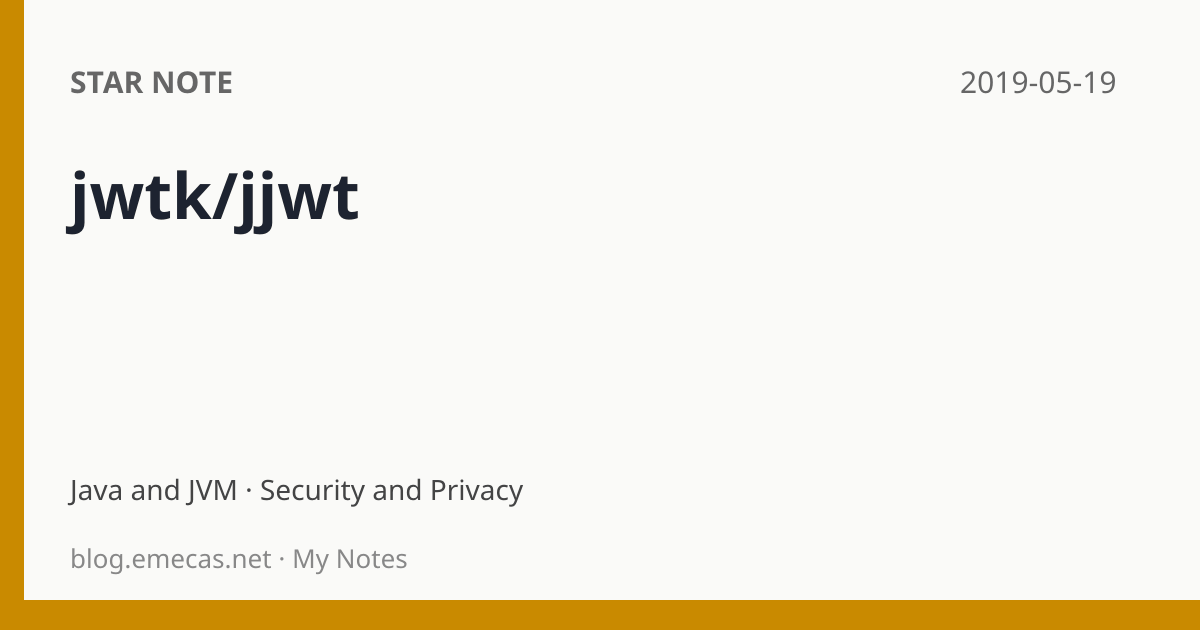 STAR NOTE
2019-05-19
jwtk/jjwt
Java and JVM · Security and Privacy
blog.emecas.net · My Notes